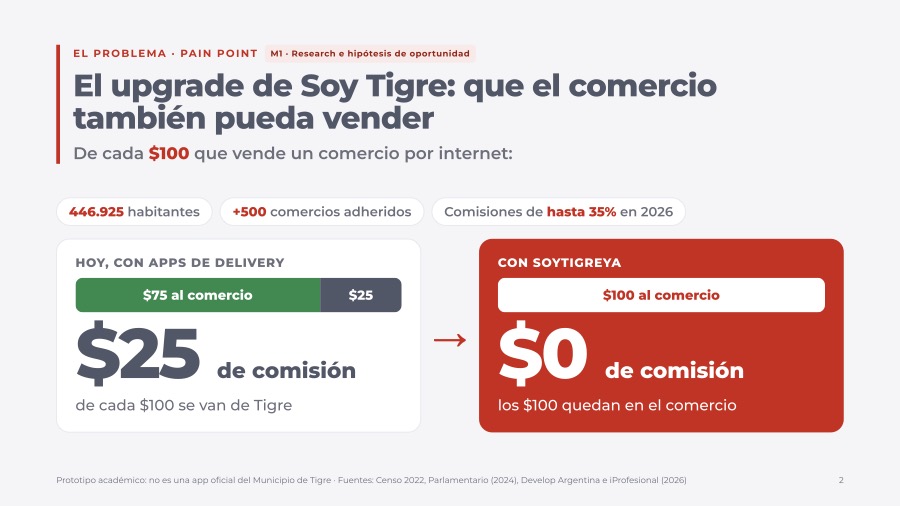 EL PROBLEMA · PAIN POINT M1 · Research e hipótesis de oportunidad
El upgrade de Soy Tigre: que el comercio
también pueda vender
De cada $100 que vende un comercio por internet:
446.925 habitantes +500 comercios adheridos Comisiones de hasta 35% en 2026
HOY, CON APPS DE DELIVERY
$75 al comercio $25
$25 de comisión
de cada $100 se van de Tigre
→
CON SOYTIGREYA
$100 al comercio
$0 de comisión
los $100 quedan en el comercio
Prototipo académico: no es una app oficial del Municipio de Tigre · Fuentes: Censo 2022, Parlamentario (2024), Develop Argentina e iProfesional (2026) 2